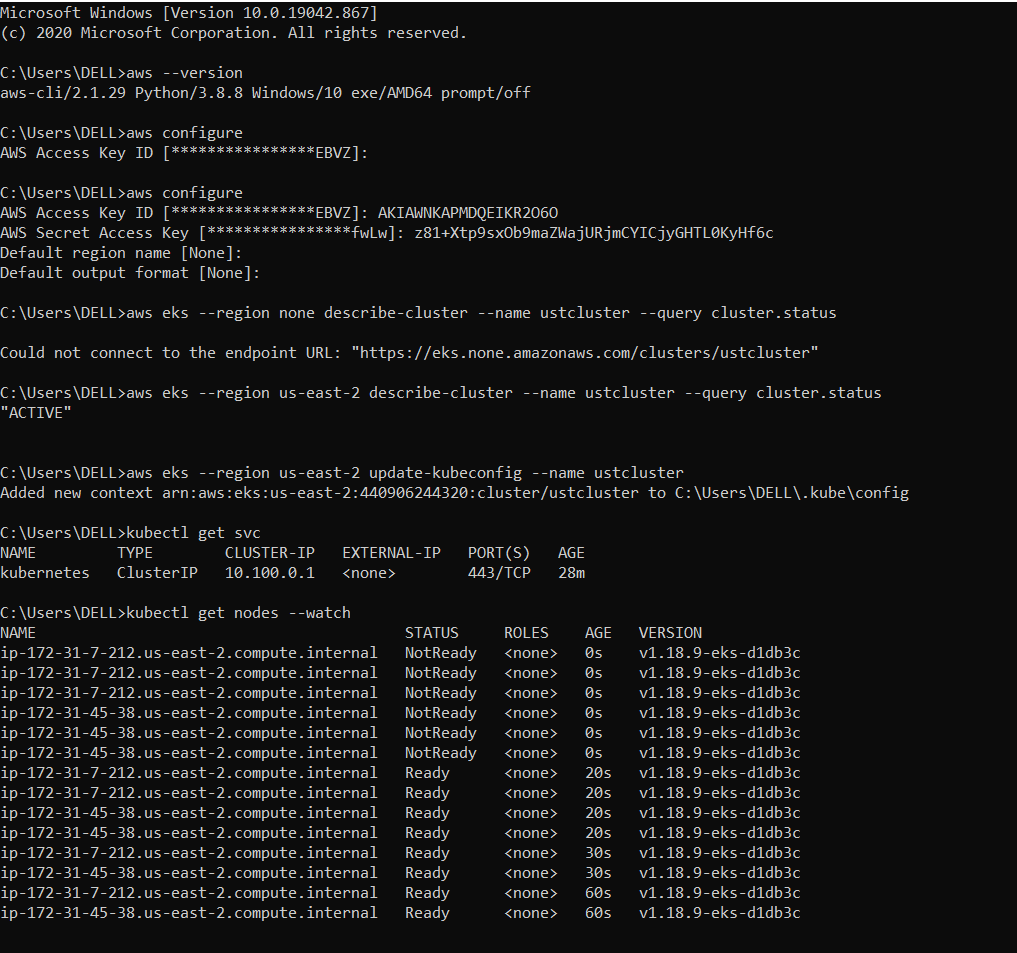 Microsoft Windows [Version 10.0.19042.867]
(c) 2020 Microsoft Corporation. All rights reserved.
C:\Users\DELL>aws --version
aws-cli/2.1.29 Python/3.8.8 Windows/10 exe/AMD64 prompt/off
C:\Users\DELL>aws configure
AWS Access Key ID [****************EBVZ]:
C:\Users\DELL>aws configure
AWS Access Key ID [****************EBVZ]: AKIAWNKAPMDQEIKR2O6O
AWS Secret Access Key [****************fwLw]: 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
Default region name [None]:
Default output format [None]:
C:\Users\DELL>aws eks --region none describe-cluster --name ustcluster --query cluster.status
Could not connect to the endpoint URL: "https://eks.none.amazonaws.com/clusters/ustcluster"
C:\Users\DELL>aws eks --region us-east-2 describe-cluster --name ustcluster --query cluster.status
"ACTIVE"
C:\Users\DELL>aws eks --region us-east-2 update-kubeconfig --name ustcluster
Added new context arn:aws:eks:us-east-2:440906244320:cluster/ustcluster to C:\Users\DELL\.kube\config
C:\Users\DELL>kubectl get svc
NAME TYPE CLUSTER-IP EXTERNAL-IP PORT(S) AGE
kubernetes ClusterIP 10.100.0.1 <none> 443/TCP 28m
C:\Users\DELL>kubectl get nodes --watch
NAME STATUS ROLES AGE VERSION
ip-172-31-7-212.us-east-2.compute.internal NotReady <none> 0s v1.18.9-eks-d1db3c
ip-172-31-7-212.us-east-2.compute.internal NotReady <none> 0s v1.18.9-eks-d1db3c
ip-172-31-7-212.us-east-2.compute.internal NotReady <none> 0s v1.18.9-eks-d1db3c
ip-172-31-45-38.us-east-2.compute.internal NotReady <none> 0s v1.18.9-eks-d1db3c
ip-172-31-45-38.us-east-2.compute.internal NotReady <none> 0s v1.18.9-eks-d1db3c
ip-172-31-45-38.us-east-2.compute.internal NotReady <none> 0s v1.18.9-eks-d1db3c
ip-172-31-7-212.us-east-2.compute.internal Ready <none> 20s v1.18.9-eks-d1db3c
ip-172-31-7-212.us-east-2.compute.internal Ready <none> 20s v1.18.9-eks-d1db3c
ip-172-31-45-38.us-east-2.compute.internal Ready <none> 20s v1.18.9-eks-d1db3c
ip-172-31-45-38.us-east-2.compute.internal Ready <none> 20s v1.18.9-eks-d1db3c
ip-172-31-7-212.us-east-2.compute.internal Ready <none> 30s v1.18.9-eks-d1db3c
ip-172-31-45-38.us-east-2.compute.internal Ready <none> 30s v1.18.9-eks-d1db3c
ip-172-31-7-212.us-east-2.compute.internal Ready <none> 60s v1.18.9-eks-d1db3c
ip-172-31-45-38.us-east-2.compute.internal Ready <none> 60s v1.18.9-eks-d1db3c